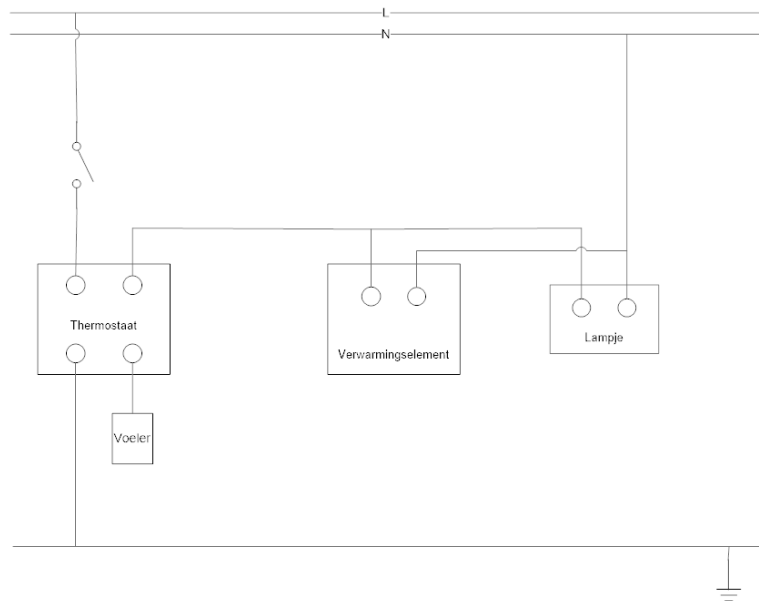 L
N
Thermostaat
Verwarmingselement
Lampje
Voeler